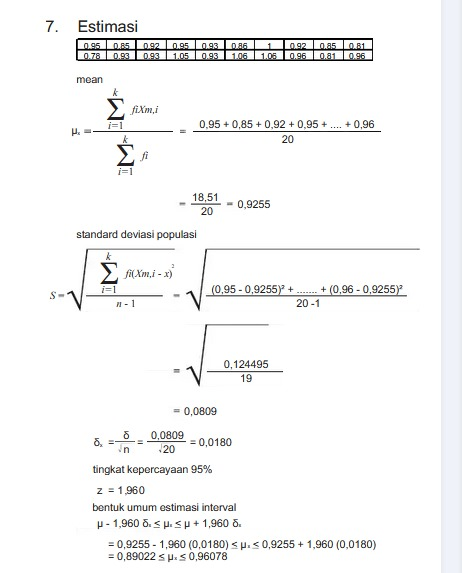 7. Estimasi
0.95 0.85 0.92 0.95 0.93 0.86 1 0.92 0.85 0.81
0.78 0.93 0.93 1.05 0.93 1.06 1.06 0.96 0.81 0.96
mean
μₓ = k ∑ i=1 fiXm,i / k ∑ i=1 fi = 0,95 + 0,85 + 0,92 + 0,95 + .... + 0,96 / 20
= 18,51 / 20 = 0,9255
standard deviasi populasi
S = √ k ∑ i=1 fi(Xm,i - x)² / n - 1 = √ (0,95 - 0,9255)² + ....... + (0,96 - 0,9255)² / 20 -1
= √ 0,124495 / 19
= 0,0809
δₓ = δ / √n = 0,0809 / √20 = 0,0180
tingkat kepercayaan 95%
z = 1,960
bentuk umum estimasi interval
μ - 1,960 δₓ ≤ μₓ ≤ μ + 1,960 δₓ
= 0,9255 - 1,960 (0,0180) ≤ μₓ ≤ 0,9255 + 1,960 (0,0180)
= 0,89022 ≤ μₓ ≤ 0,96078